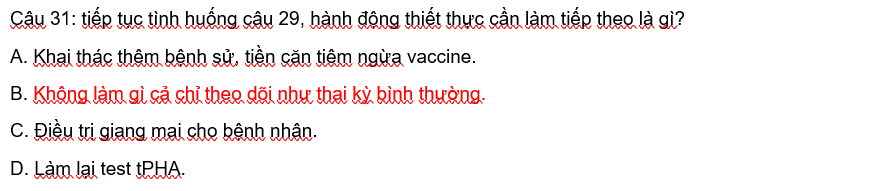 Câu 31: tiếp tục tình huống câu 29, hành động thiết thực cần làm tiếp theo là gì?
A. Khai thác thêm bệnh sử, tiền căn tiêm ngừa vaccine.
B. Không làm gì cả chỉ theo dõi như thai kỳ bình thường.
C. Điều trị giang mai cho bệnh nhân.
D. Làm lại test tPHA.